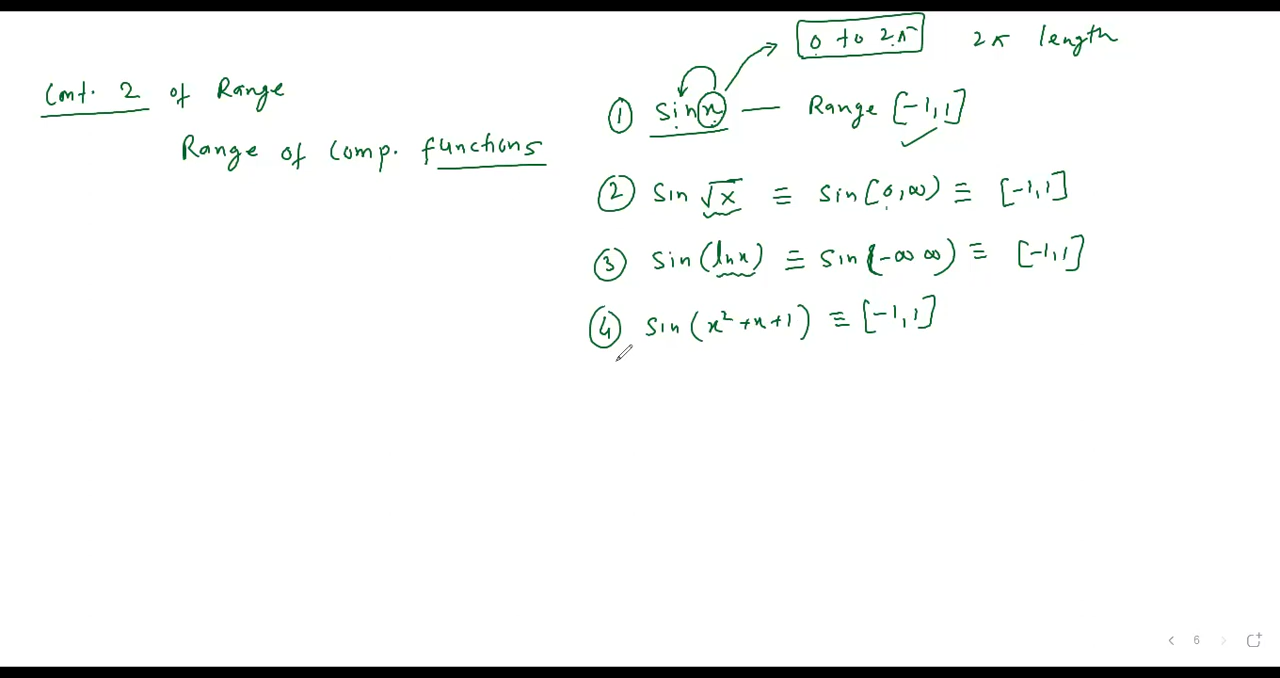 Cont. 2 of Range
Range of Comp. functions
0 to 2π 2π length
① sin x — Range [-1,1]
② sin √x ≡ sin [0,∞) ≡ [-1,1]
③ sin (ln x) ≡ sin (-∞ ∞) ≡ [-1,1]
④ sin (x²+x+1) ≡ [-1,1]
6